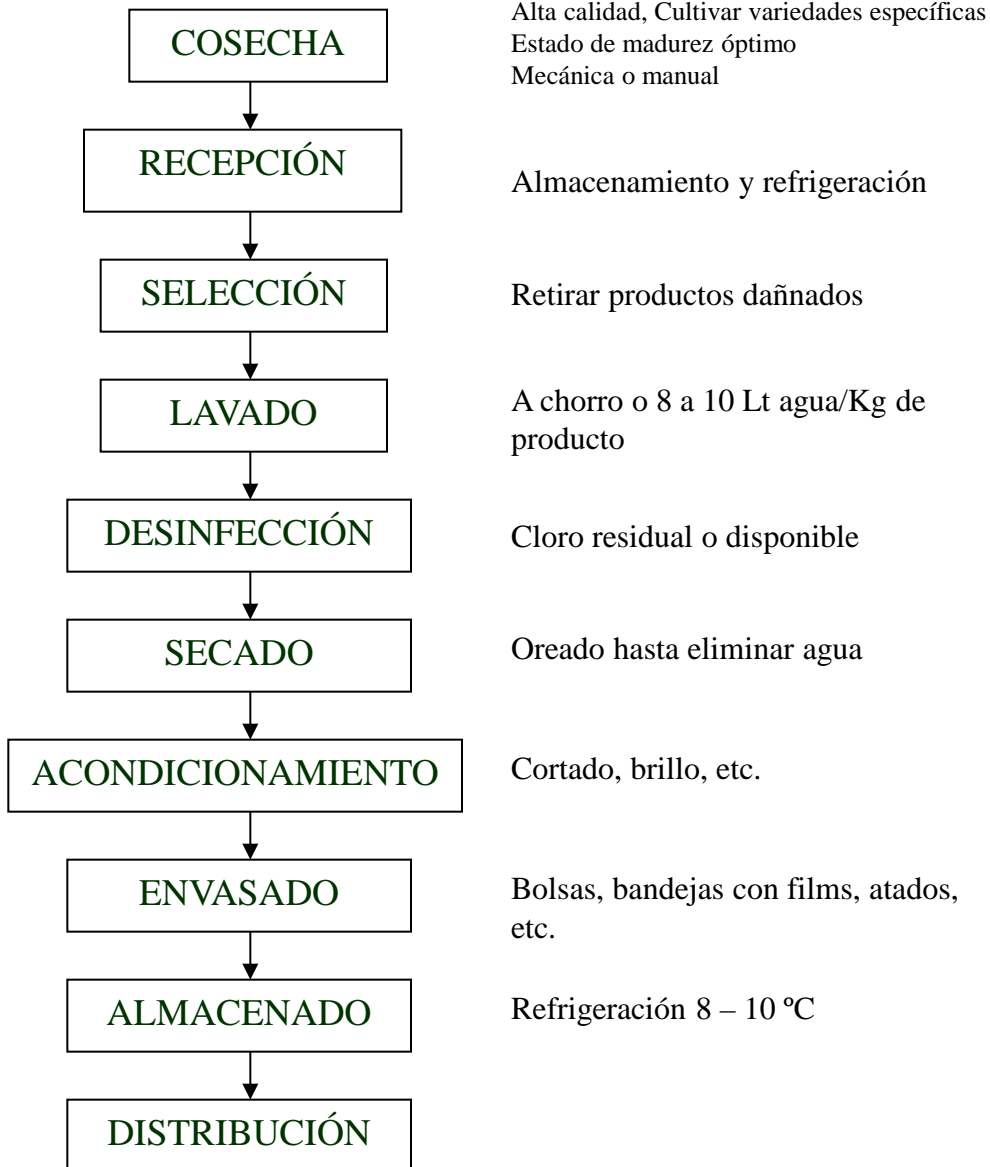 Alta calidad, Cultivar variedades específicas
COSECHA
Estado de madurez óptimo
Mecánica o manual
RECEPCIÓN
Almacenamiento y refrigeración
SELECCIÓN
Retirar productos dañnados
LAVADO
A chorro o 8 a 10 Lt agua/Kg de
producto
DESINFECCIÓN
Cloro residual o disponible
SECADO
Oreado hasta eliminar agua
ACONDICIONAMIENTO
Cortado, brillo, etc.
ENVASADO
Bolsas, bandejas con films, atados,
etc.
ALMACENADO
Refrigeración 8 – 10 ºC
DISTRIBUCIÓN